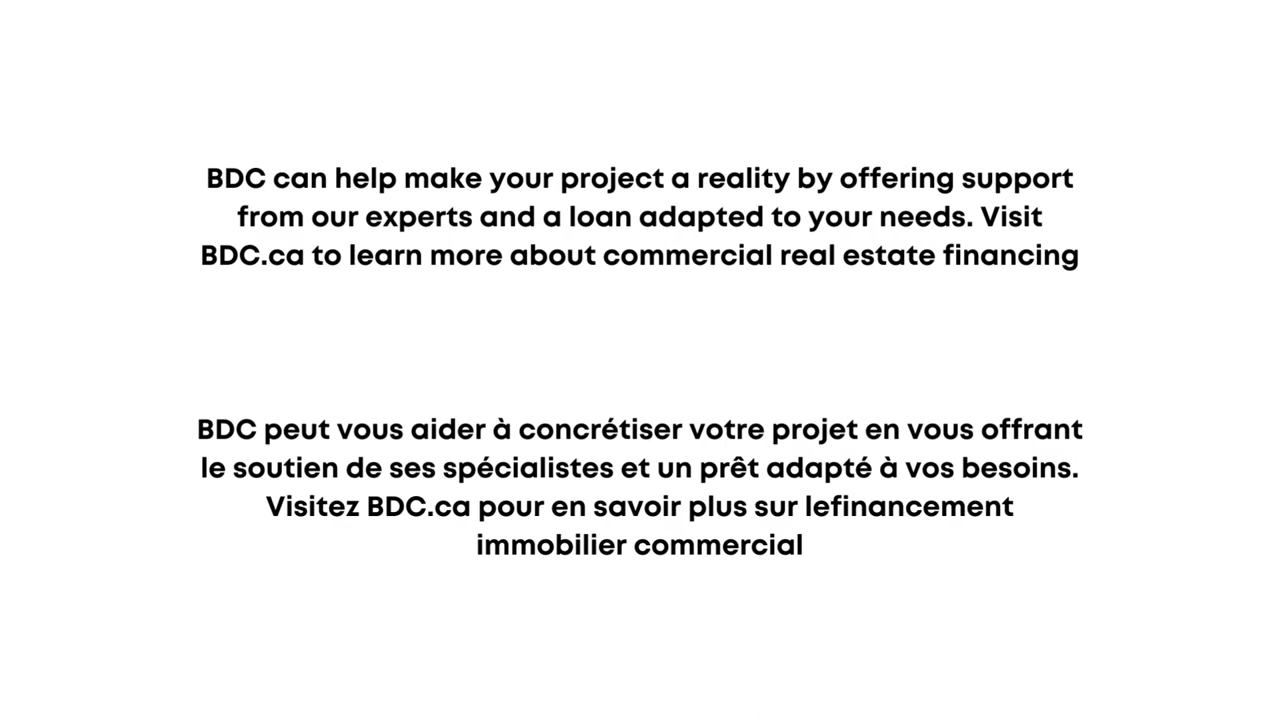 BDC can help make your project a reality by offering support
from our experts and a loan adapted to your needs. Visit
BDC.ca to learn more about commercial real estate financing
BDC peut vous aider à concrétiser votre projet en vous offrant
le soutien de ses spécialistes et un prêt adapté à vos besoins.
Visitez BDC.ca pour en savoir plus sur lefinancement
immobilier commercial